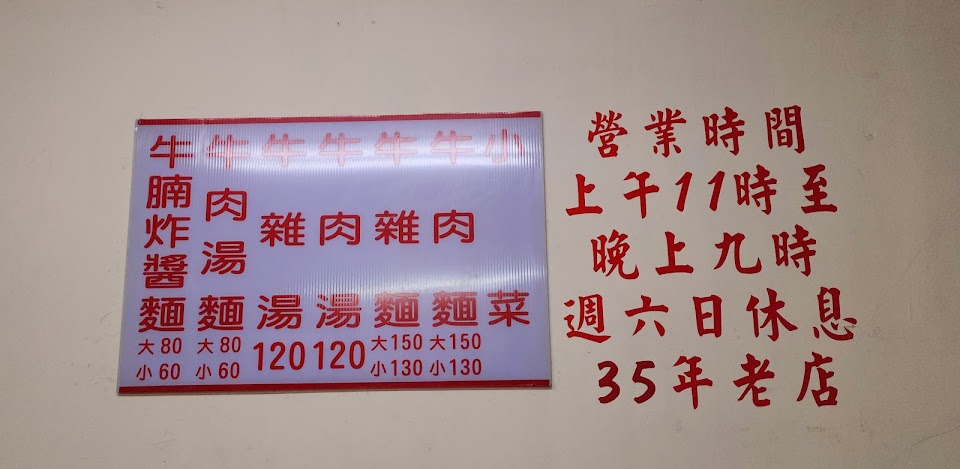 小菜
牛肉麵
大150
小130
牛雜麵
大150
小130
牛肉湯
120
牛雜湯
120
牛肉湯麵
大80
小60
牛腩炸醬麵
大80
小60
營業時間
上午11時至
晚上九時
週六日休息
35年老店